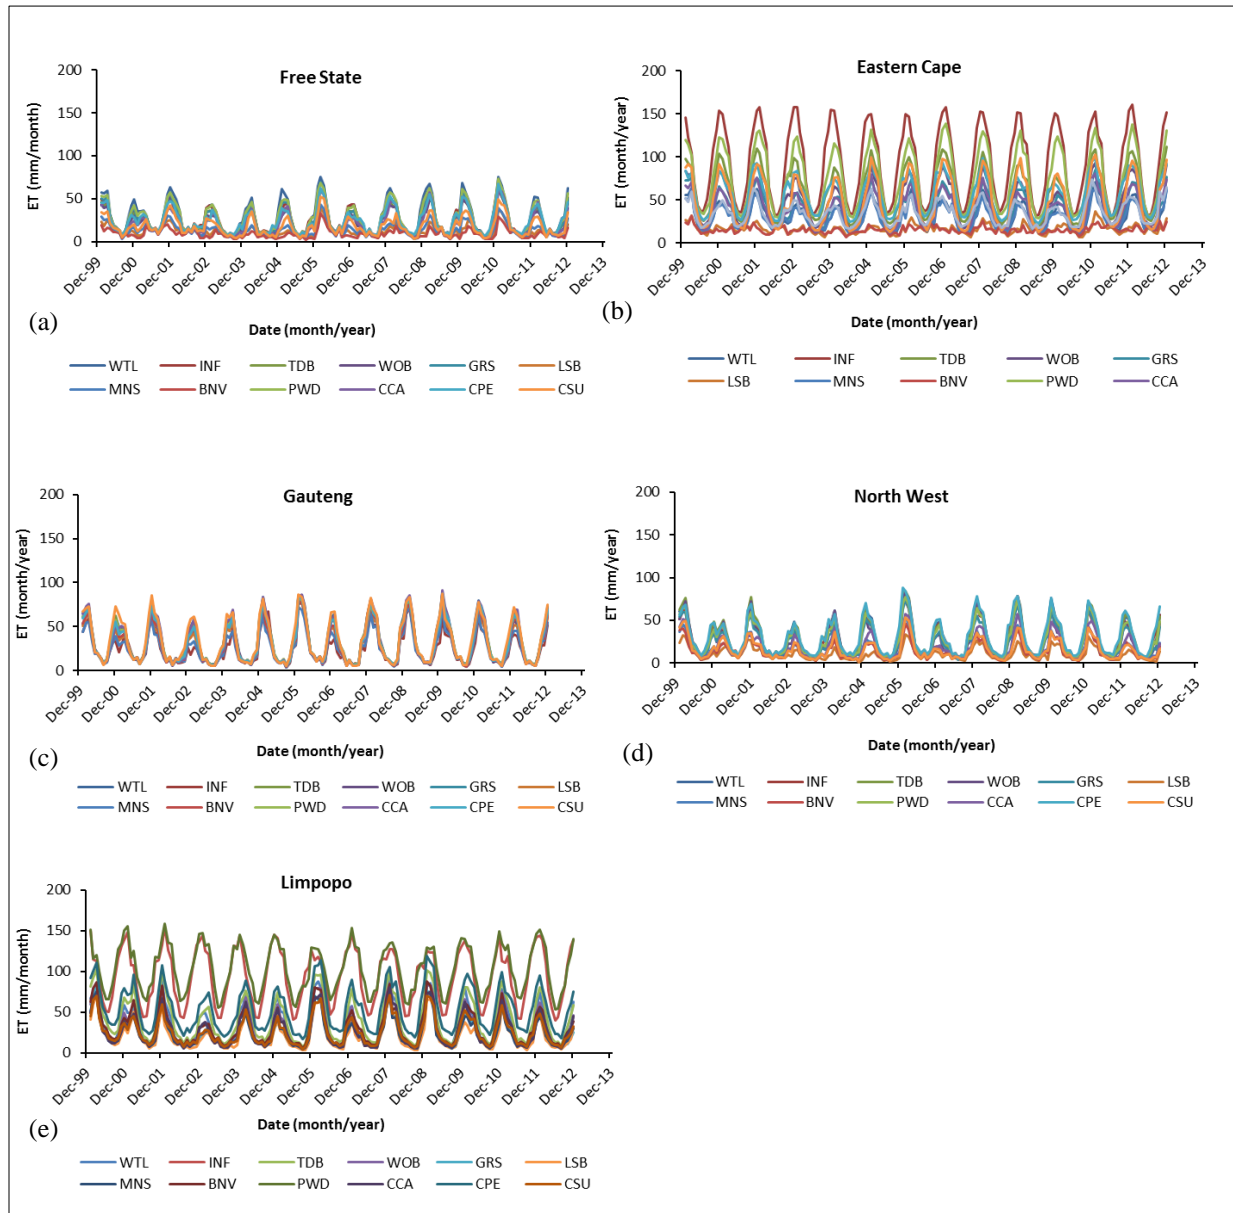 Free State
200
150
100
50
0
ET (mm/month)
Dec-99 Dec-00 Dec-01 Dec-02 Dec-03 Dec-04 Dec-05 Dec-06 Dec-07 Dec-08 Dec-09 Dec-10 Dec-11 Dec-12 Dec-13
(a)
Date (month/year)
WTL INF TDB WOB GRS LSB
MNS BNV PWD CCA CPE CSU
Eastern Cape
200
150
100
50
0
ET (month/year)
Dec-99 Dec-00 Dec-01 Dec-02 Dec-03 Dec-04 Dec-05 Dec-06 Dec-07 Dec-08 Dec-09 Dec-10 Dec-11 Dec-12 Dec-13
(b)
Date (month/year)
WTL INF TDB WOB GRS
LSB MNS BNV PWD CCA
Gauteng
200
150
100
50
0
ET (month/year)
Dec-99 Dec-00 Dec-01 Dec-02 Dec-03 Dec-04 Dec-05 Dec-06 Dec-07 Dec-08 Dec-09 Dec-10 Dec-11 Dec-12 Dec-13
(c)
Date (month/year)
WTL INF TDB WOB GRS LSB
MNS BNV PWD CCA CPE CSU
North West
200
150
100
50
0
ET (mm/year)
Dec-99 Dec-00 Dec-01 Dec-02 Dec-03 Dec-04 Dec-05 Dec-06 Dec-07 Dec-08 Dec-09 Dec-10 Dec-11 Dec-12 Dec-13
(d)
Date (month/year)
WTL INF TDB WOB GRS LSB
MNS BNV PWD CCA CPE CSU
Limpopo
200
150
100
50
0
ET (mm/month)
Dec-99 Dec-00 Dec-01 Dec-02 Dec-03 Dec-04 Dec-05 Dec-06 Dec-07 Dec-08 Dec-09 Dec-10 Dec-11 Dec-12 Dec-13
(e)
Date (month/year)
WTL INF TDB WOB GRS LSB
MNS BNV PWD CCA CPE CSU